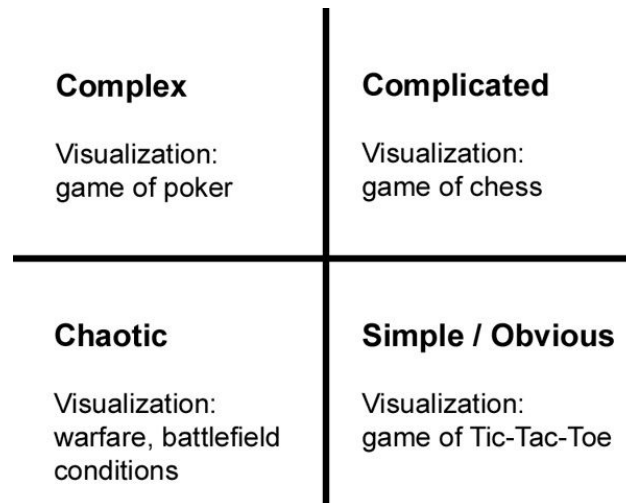 Complex
Visualization:
game of poker
Complicated
Visualization:
game of chess
Chaotic
Visualization:
warfare, battlefield
conditions
Simple / Obvious
Visualization:
game of Tic-Tac-Toe